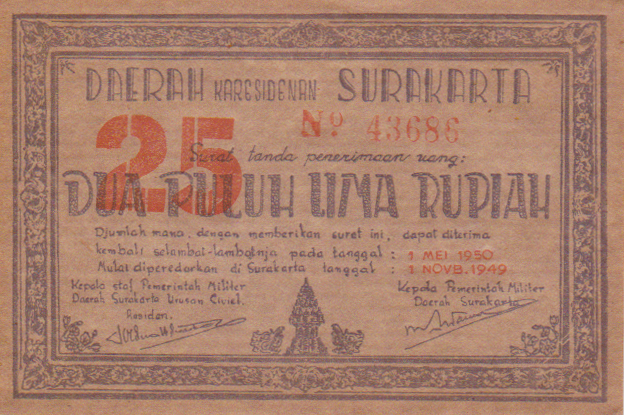 DAERAH KARESIDENAN SURAKARTA
25
No 43686
Surat tanda penerimaan uang:
DUA PULUH LIMA RUPIAH
Djumlah mana, dengan memberikan suret ini, dapat diterima
kembali selambat-lambatnja pada tanggal : 1 MEI 1950
Mulai diperedarkan di Surakarta tanggal : 1 NOVB. 1949
Kepala staf Pemerintah Militer
Daerah Surakarta Urusan Civiel.
Residen.
Kepala Pemerintah Militer
Daerah Surakarta